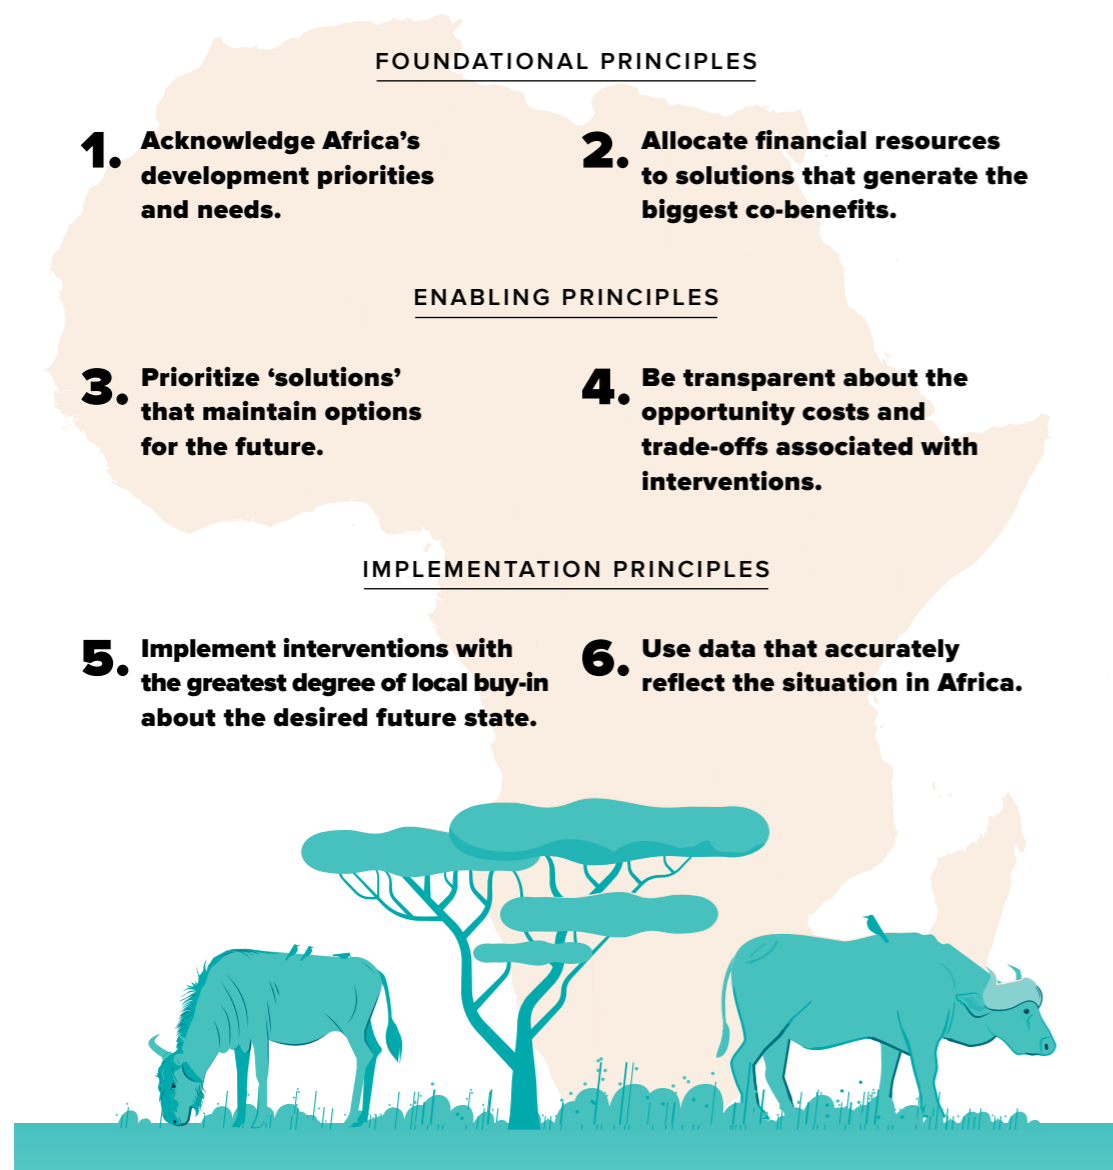 FOUNDATIONAL PRINCIPLES
1. Acknowledge Africa’s
development priorities
and needs.
2. Allocate financial resources
to solutions that generate the
biggest co-benefits.
ENABLING PRINCIPLES
3. Prioritize ‘solutions’
that maintain options
for the future.
4. Be transparent about the
opportunity costs and
trade-offs associated with
interventions.
IMPLEMENTATION PRINCIPLES
5. Implement interventions with
the greatest degree of local buy-in
about the desired future state.
6. Use data that accurately
reflect the situation in Africa.